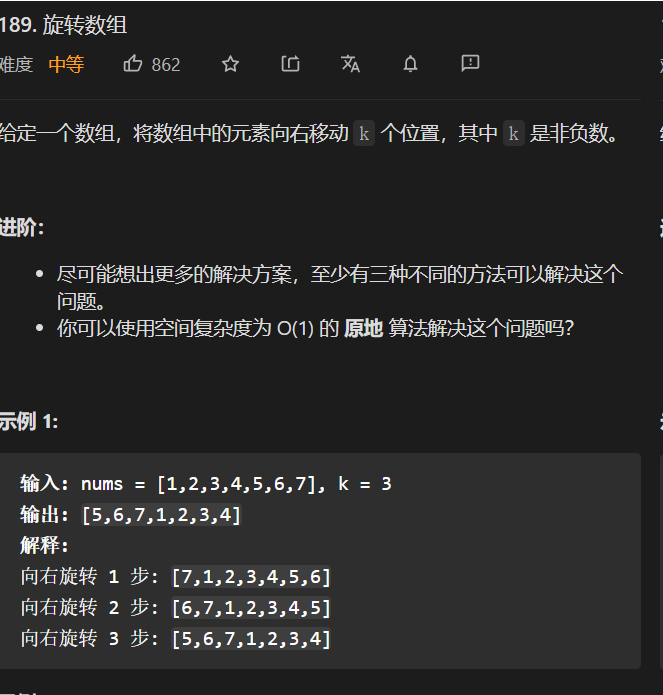 189. 旋转数组
难度 中等 862
给定一个数组，将数组中的元素向右移动 k 个位置，其中 k 是非负数。
进阶：
尽可能想出更多的解决方案，至少有三种不同的方法可以解决这个
问题。
你可以使用空间复杂度为 O(1) 的 原地 算法解决这个问题吗？
示例 1:
输入: nums = [1,2,3,4,5,6,7], k = 3
输出: [5,6,7,1,2,3,4]
解释:
向右旋转 1 步: [7,1,2,3,4,5,6]
向右旋转 2 步: [6,7,1,2,3,4,5]
向右旋转 3 步: [5,6,7,1,2,3,4]